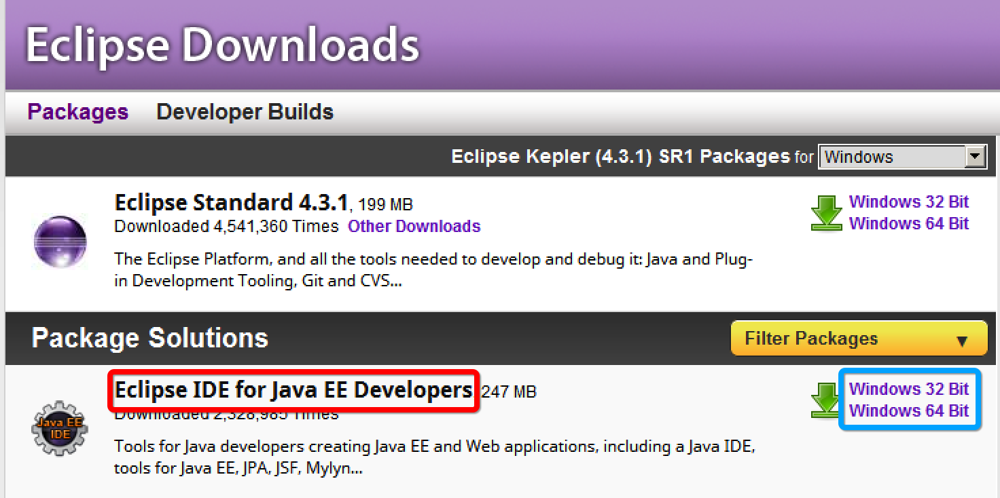 Eclipse Downloads
Packages Developer Builds
Eclipse Kepler (4.3.1) SR1 Packages for Windows
Eclipse Standard 4.3.1, 199 MB
Downloaded 4,541,360 Times Other Downloads
Windows 32 Bit
Windows 64 Bit
The Eclipse Platform, and all the tools needed to develop and debug it: Java and Plug-
in Development Tooling, Git and CVS...
Package Solutions
Filter Packages
Eclipse IDE for Java EE Developers 247 MB
Downloaded 2,328,985 Times
Windows 32 Bit
Windows 64 Bit
Java EE
IDE
Tools for Java developers creating Java EE and Web applications, including a Java IDE,
tools for Java EE, JPA, JSF, Mylyn...